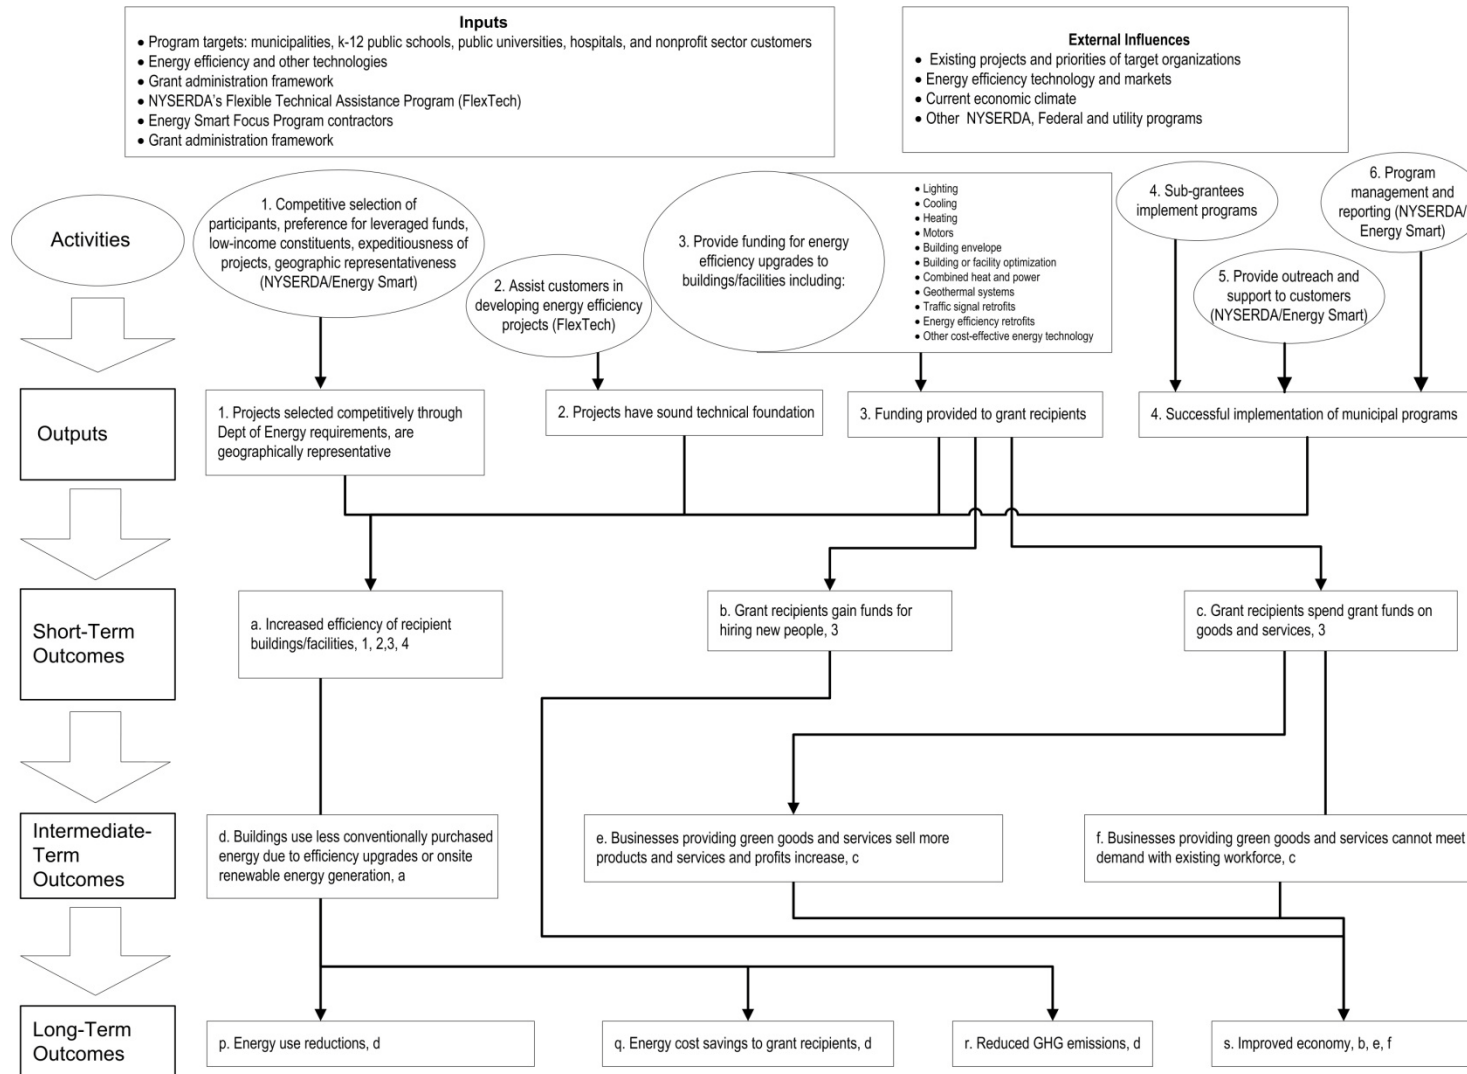 Inputs
● Program targets: municipalities, k-12 public schools, public universities, hospitals, and nonprofit sector customers
● Energy efficiency and other technologies
● Grant administration framework
● NYSERDA's Flexible Technical Assistance Program (FlexTech)
● Energy Smart Focus Program contractors
● Grant administration framework
External Influences
● Existing projects and priorities of target organizations
● Energy efficiency technology and markets
● Current economic climate
● Other NYSERDA, Federal and utility programs
Activities
1. Competitive selection of
participants, preference for leveraged funds,
low-income constituents, expeditiousness of
projects, geographic representativeness
(NYSERDA/Energy Smart)
2. Assist customers in
developing energy efficiency
projects (FlexTech)
3. Provide funding for energy
efficiency upgrades to
buildings/facilities including:
● Lighting
● Cooling
● Heating
● Motors
● Building envelope
● Building or facility optimization
● Combined heat and power
● Geothermal systems
● Traffic signal retrofits
● Energy efficiency retrofits
● Other cost-effective energy technology
4. Sub-grantees
implement programs
5. Provide outreach and
support to customers
(NYSERDA/Energy Smart)
6. Program
management and
reporting (NYSERDA/
Energy Smart)
Outputs
1. Projects selected competitively through
Dept of Energy requirements, are
geographically representative
2. Projects have sound technical foundation
3. Funding provided to grant recipients
4. Successful implementation of municipal programs
Short-Term
Outcomes
a. Increased efficiency of recipient
buildings/facilities, 1, 2,3, 4
b. Grant recipients gain funds for
hiring new people, 3
c. Grant recipients spend grant funds on
goods and services, 3
Intermediate-
Term
Outcomes
d. Buildings use less conventionally purchased
energy due to efficiency upgrades or onsite
renewable energy generation, a
e. Businesses providing green goods and services sell more
products and services and profits increase, c
f. Businesses providing green goods and services cannot meet
demand with existing workforce, c
Long-Term
Outcomes
p. Energy use reductions, d
q. Energy cost savings to grant recipients, d
r. Reduced GHG emissions, d
s. Improved economy, b, e, f